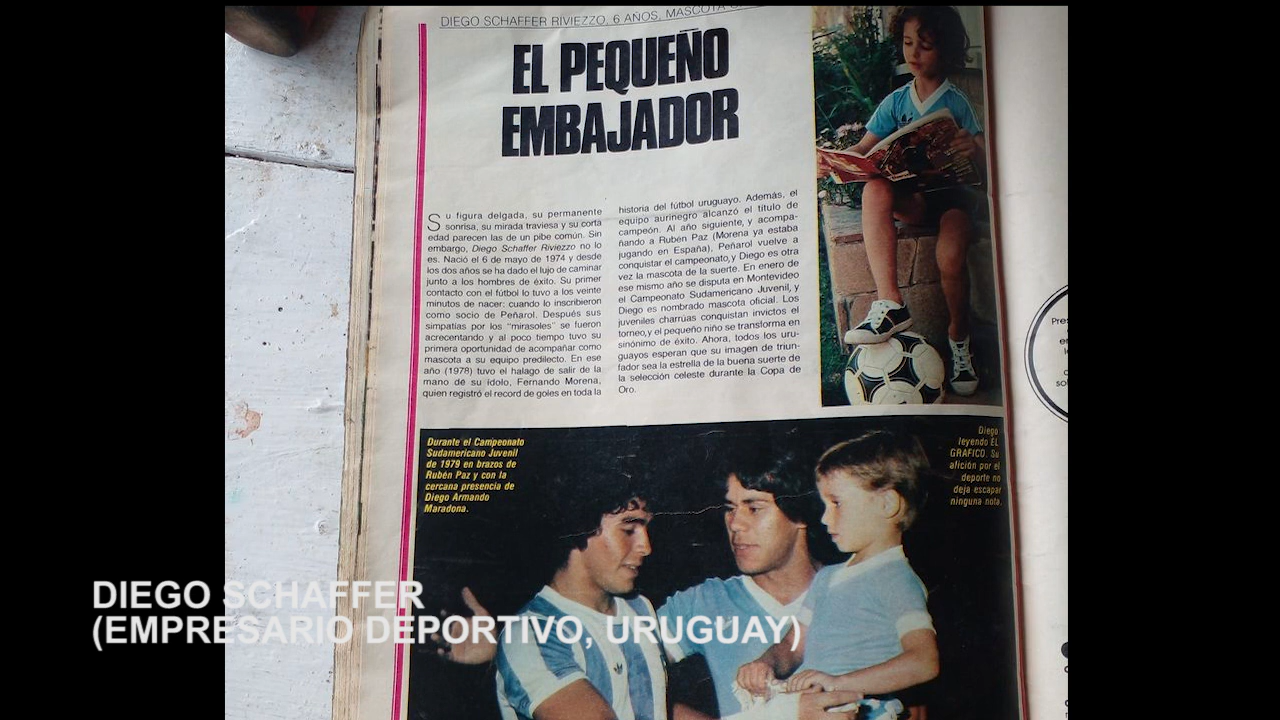 DIEGO SCHAFFER RIVIEZZO, 6 AÑOS, MASCOTA
EL PEQUEÑO
EMBAJADOR
Su figura delgada, su permanente
sonrisa, su mirada traviesa y su corta
edad parecen las de un pibe común. Sin
embargo, Diego Schaffer Riviezzo no lo
es. Nació el 6 de mayo de 1974 y desde
los dos años se ha dado el lujo de caminar
junto a los hombres de éxito. Su primer
contacto con el fútbol lo tuvo a los veinte
minutos de nacer: cuando lo inscribieron
como socio de Peñarol. Después sus
simpatías por los "mirasoles" se fueron
acrecentando y al poco tiempo tuvo su
primera oportunidad de acompañar como
mascota a su equipo predilecto. En ese
año (1978) tuvo el halago de salir de la
mano de su ídolo, Fernando Morena,
quien registró el record de goles en toda la
historia del fútbol uruguayo. Además, el
equipo aurinegro alcanzó el título de
campeón. Al año siguiente, y acompa-
ñando a Rubén Paz (Morena ya estaba
jugando en España), Peñarol vuelve a
conquistar el campeonato, y Diego es otra
vez la mascota de la suerte. En enero de
ese mismo año se disputa en Montevideo
el Campeonato Sudamericano Juvenil, y
Diego es nombrado mascota oficial. Los
juveniles charrúas conquistan invictos el
torneo, y el pequeño niño se transforma en
sinónimo de éxito. Ahora, todos los uru-
guayos esperan que su imagen de triun-
fador sea la estrella de la buena suerte de
la selección celeste durante la Copa de
Oro.
Durante el Campeonato
Sudamericano Juvenil
de 1979 en brazos de
Rubén Paz y con la
cercana presencia de
Diego Armando
Maradona.
Diego
leyendo EL
GRAFICO. Su
afición por el
deporte no
deja escapar
ninguna nota.
DIEGO SCHAFFER
(EMPRESARIO DEPORTIVO, URUGUAY)